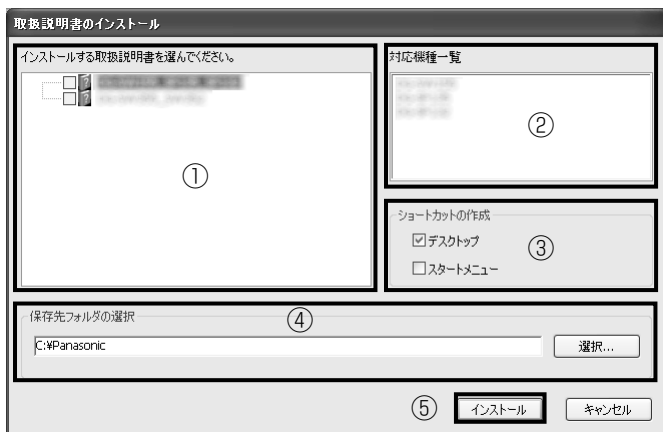 取扱説明書のインストール
インストールする取扱説明書を選んでください。
①
対応機種一覧
②
ショートカットの作成
デスクトップ
スタートメニュー
③
保存先フォルダの選択
④
C:¥Panasonic
選択...
⑤
インストール
キャンセル